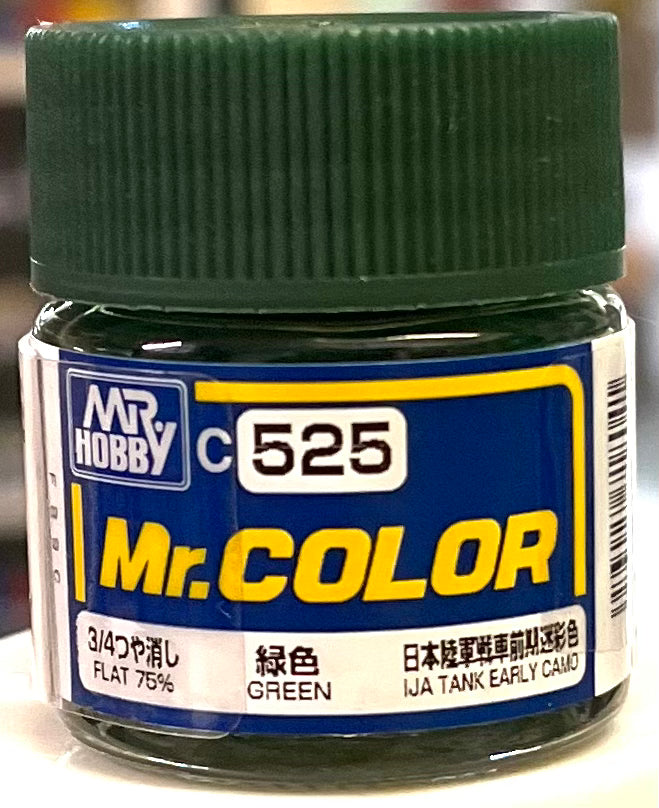 MR.
HOBBY
C 525
Mr.COLOR
3/4つや消し
FLAT 75%
緑色
GREEN
日本陸軍戦車前期迷彩色
IJA TANK EARLY CAMO